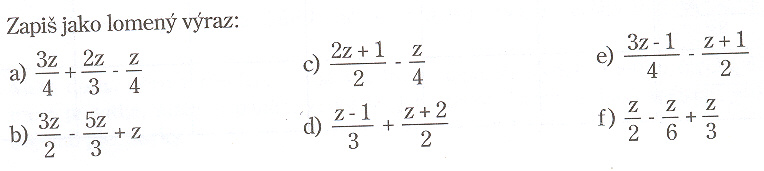 Zapiš jako lomený výraz:
a) 3z/4 + 2z/3 - z/4
b) 3z/2 - 5z/3 + z
c) 2z + 1/2 - z/4
d) z - 1/3 + z + 2/2
e) 3z - 1/4 - z + 1/2
f) z/2 - z/6 + z/3